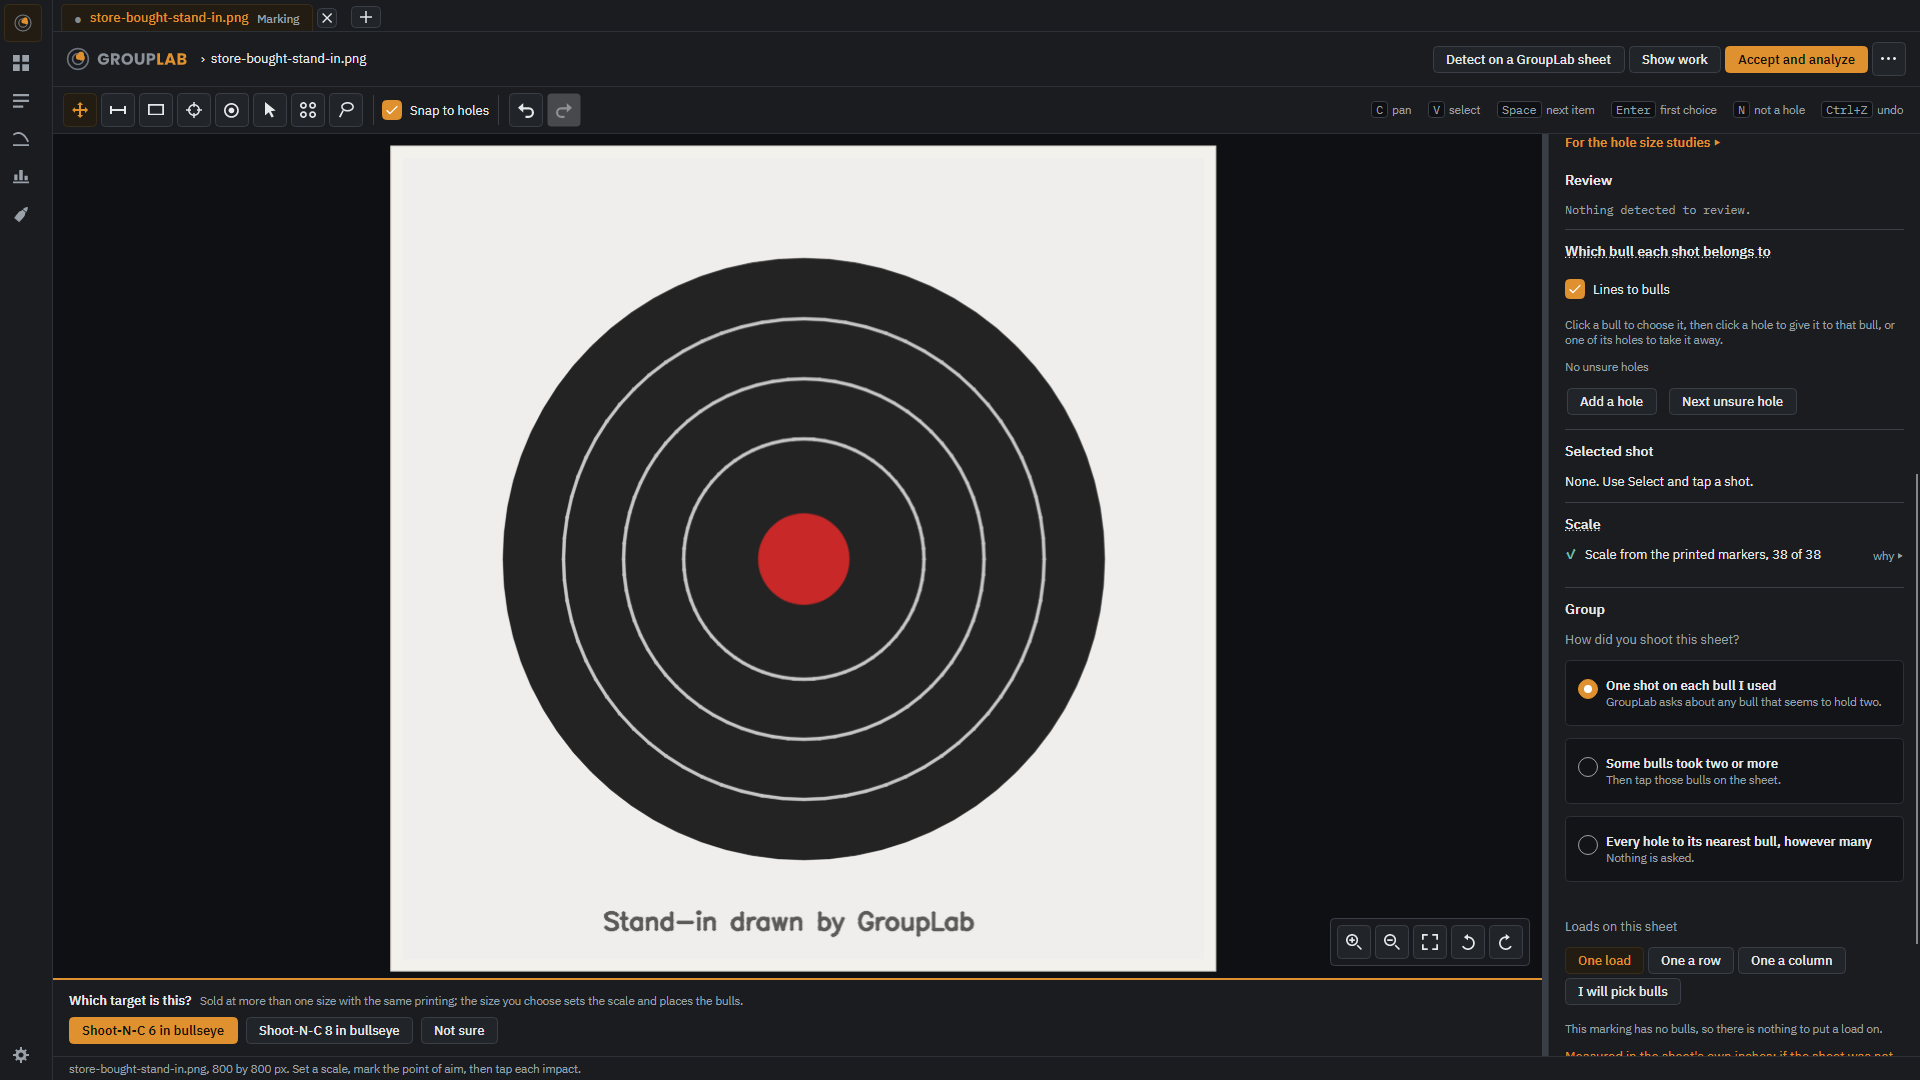 store-bought-stand-in.png Marking
GROUPLAB › store-bought-stand-in.png
Detect on a GroupLab sheet
Show work
Accept and analyze
Snap to holes
C pan V select Space next item Enter first choice N not a hole Ctrl+Z undo
Stand-in drawn by GroupLab
Which target is this? Sold at more than one size with the same printing; the size you choose sets the scale and places the bulls.
Shoot-N-C 6 in bullseye
Shoot-N-C 8 in bullseye
Not sure
store-bought-stand-in.png, 800 by 800 px. Set a scale, mark the point of aim, then tap each impact.
For the hole size studies ▸
Review
Nothing detected to review.
Which bull each shot belongs to
Lines to bulls
Click a bull to choose it, then click a hole to give it to that bull, or
one of its holes to take it away.
No unsure holes
Add a hole
Next unsure hole
Selected shot
None. Use Select and tap a shot.
Scale
Scale from the printed markers, 38 of 38
why ▸
Group
How did you shoot this sheet?
One shot on each bull I used
GroupLab asks about any bull that seems to hold two.
Some bulls took two or more
Then tap those bulls on the sheet.
Every hole to its nearest bull, however many
Nothing is asked.
Loads on this sheet
One load
One a row
One a column
I will pick bulls
This marking has no bulls, so there is nothing to put a load on.
Measured in the sheet's own inches: if the sheet was not